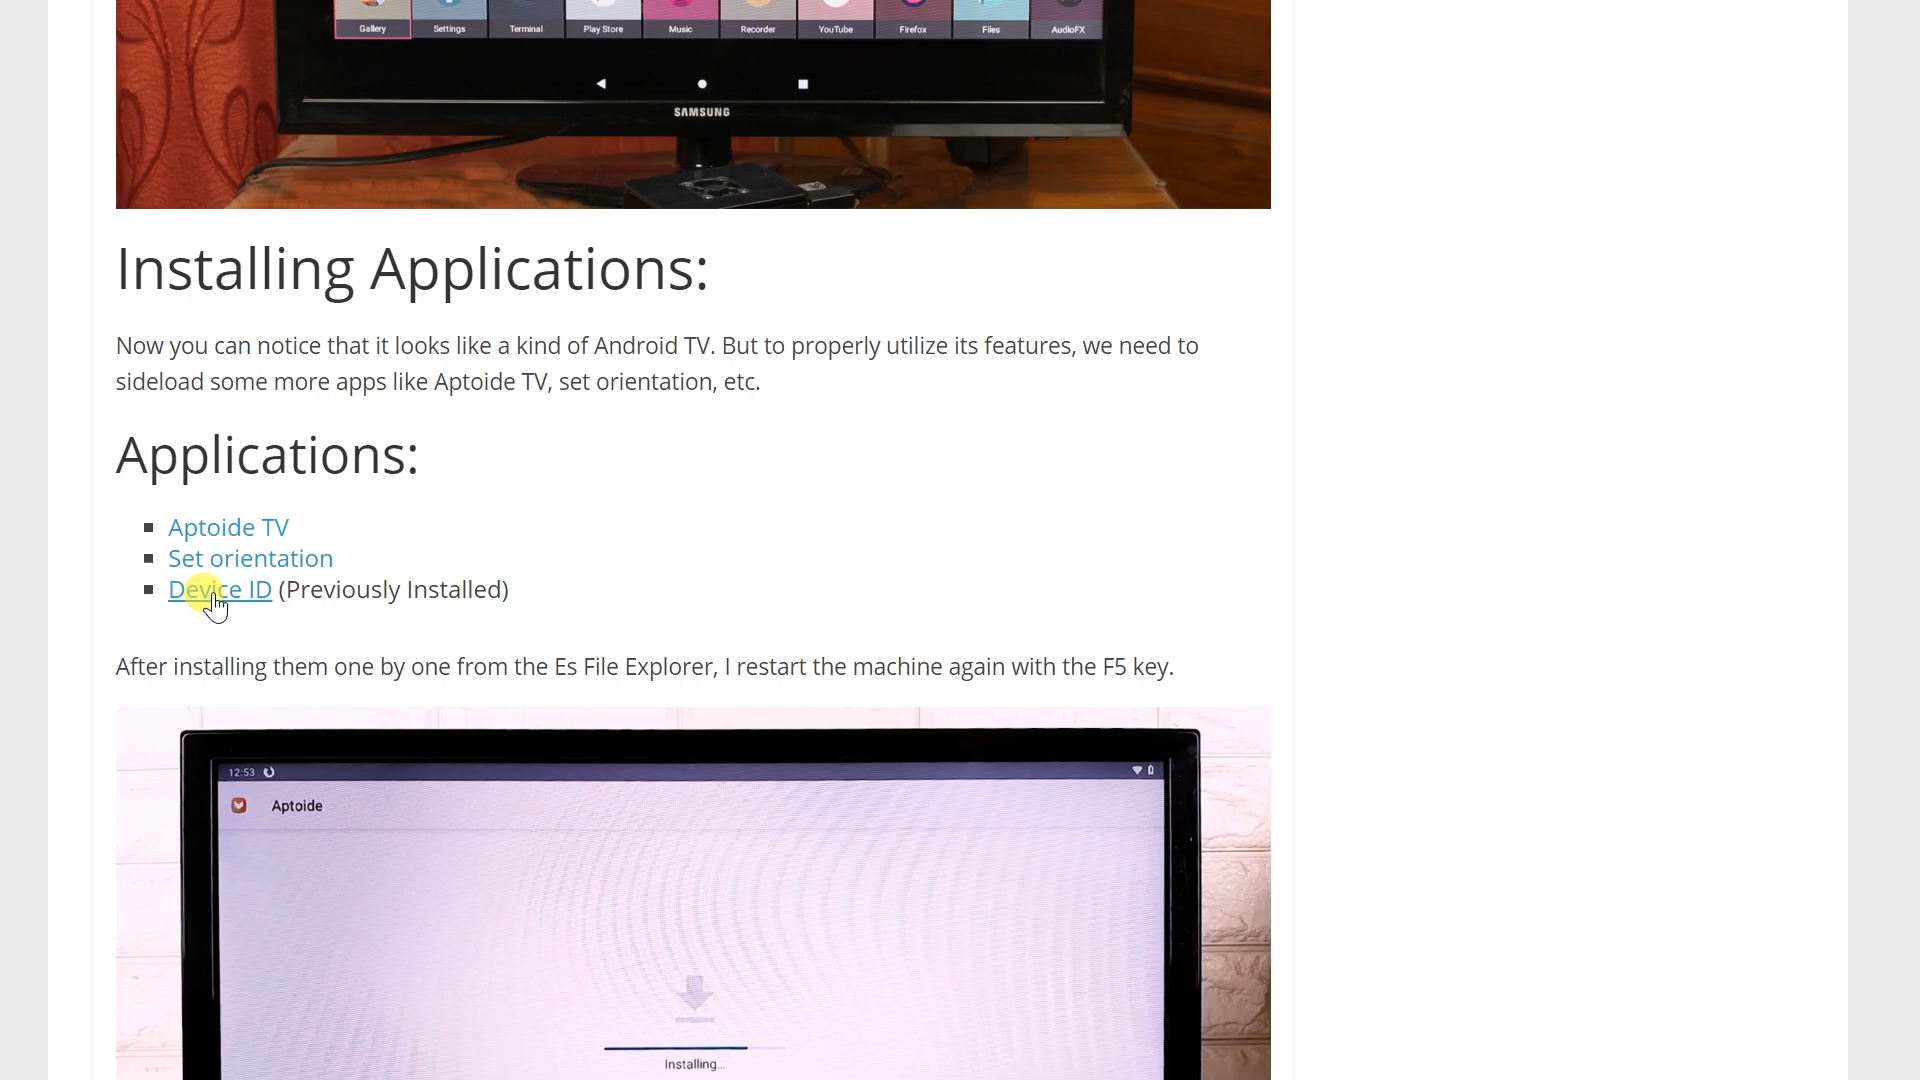 Gallery Settings Terminal Play Store Music Recorder YouTube Firefox Files AudioFX
SAMSUNG
Installing Applications:
Now you can notice that it looks like a kind of Android TV. But to properly utilize its features, we need to
sideload some more apps like Aptoide TV, set orientation, etc.
Applications:
Aptoide TV
Set orientation
Device ID (Previously Installed)
After installing them one by one from the Es File Explorer, I restart the machine again with the F5 key.
12:53
Aptoide
Installing...